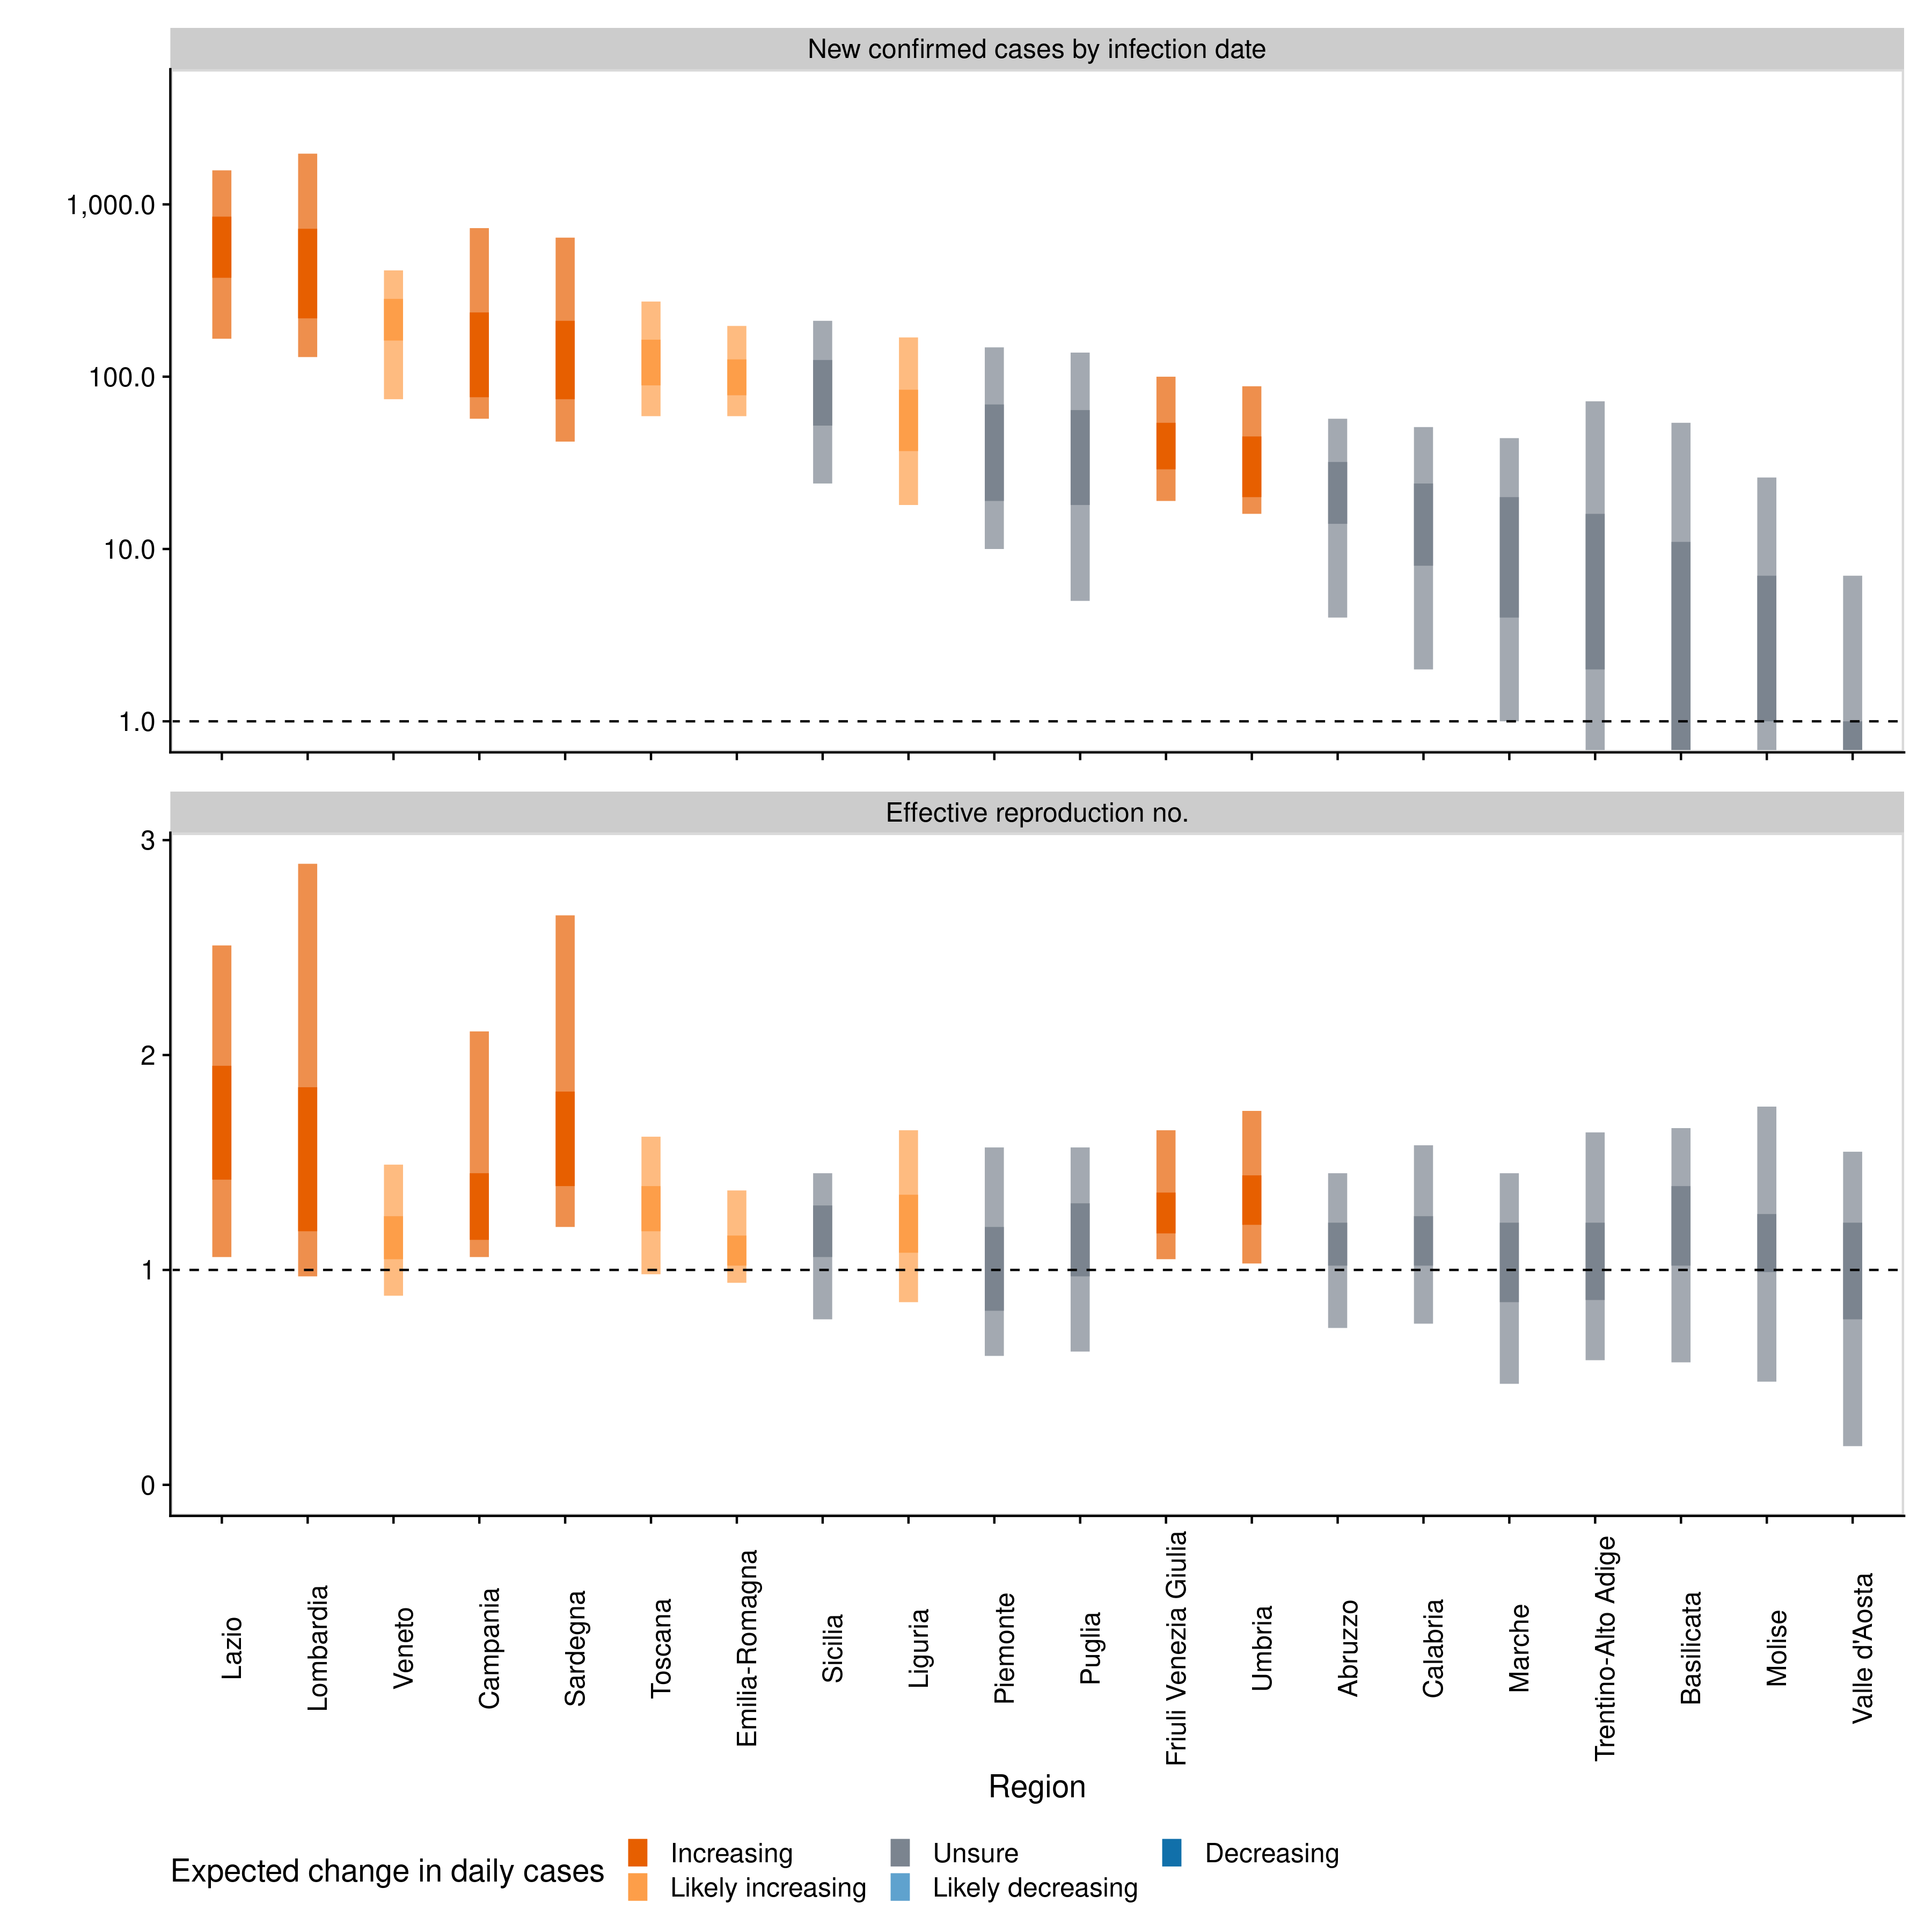 New confirmed cases by infection date
1,000.0
100.0
10.0
1.0
Effective reproduction no.
3
2
1
0
Lazio
Lombardia
Veneto
Campania
Sardegna
Toscana
Emilia-Romagna
Sicilia
Liguria
Piemonte
Puglia
Friuli Venezia Giulia
Umbria
Abruzzo
Calabria
Marche
Trentino-Alto Adige
Basilicata
Molise
Valle d'Aosta
Region
Expected change in daily cases
Increasing
Likely increasing
Unsure
Likely decreasing
Decreasing